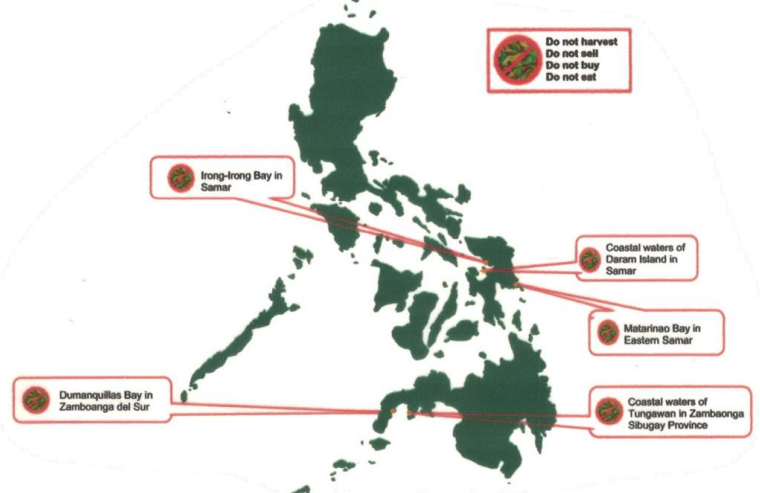 Do not harvest
Do not sell
Do not buy
Do not eat
Irong-Irong Bay in
Samar
Coastal waters of
Daram Island in
Samar
Matarinao Bay in
Eastern Samar
Dumanquillas Bay in
Zamboanga del Sur
Coastal waters of
Tungawan in Zambaonga
Sibugay Province